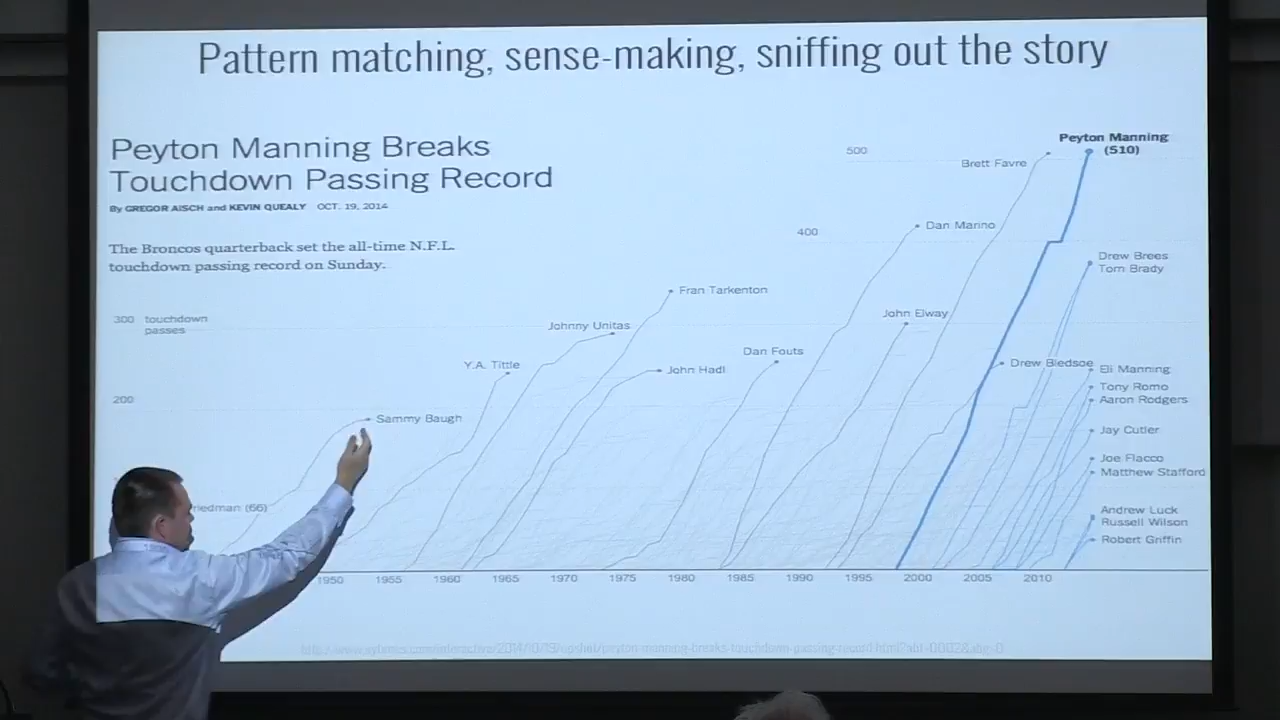 Pattern matching, sense-making, sniffing out the story
Peyton Manning Breaks
Touchdown Passing Record
By GREGOR AISCH and KEVIN QUEALY OCT. 19, 2014
The Broncos quarterback set the all-time N.F.L.
touchdown passing record on Sunday.
Peyton Manning
(510)
500
Brett Favre
400
Dan Marino
Drew Brees
Tom Brady
Fran Tarkenton
300 touchdown
passes
Johnny Unitas
John Elway
Y.A. Tittle
John Hadl
Dan Fouts
Drew Bledsoe
Eli Manning
Tony Romo
Aaron Rodgers
200
Sammy Baugh
Jay Cutler
Joe Flacco
Matthew Stafford
riedman (66)
Andrew Luck
Russell Wilson
Robert Griffin
1950 1955 1960 1965 1970 1975 1980 1985 1990 1995 2000 2005 2010